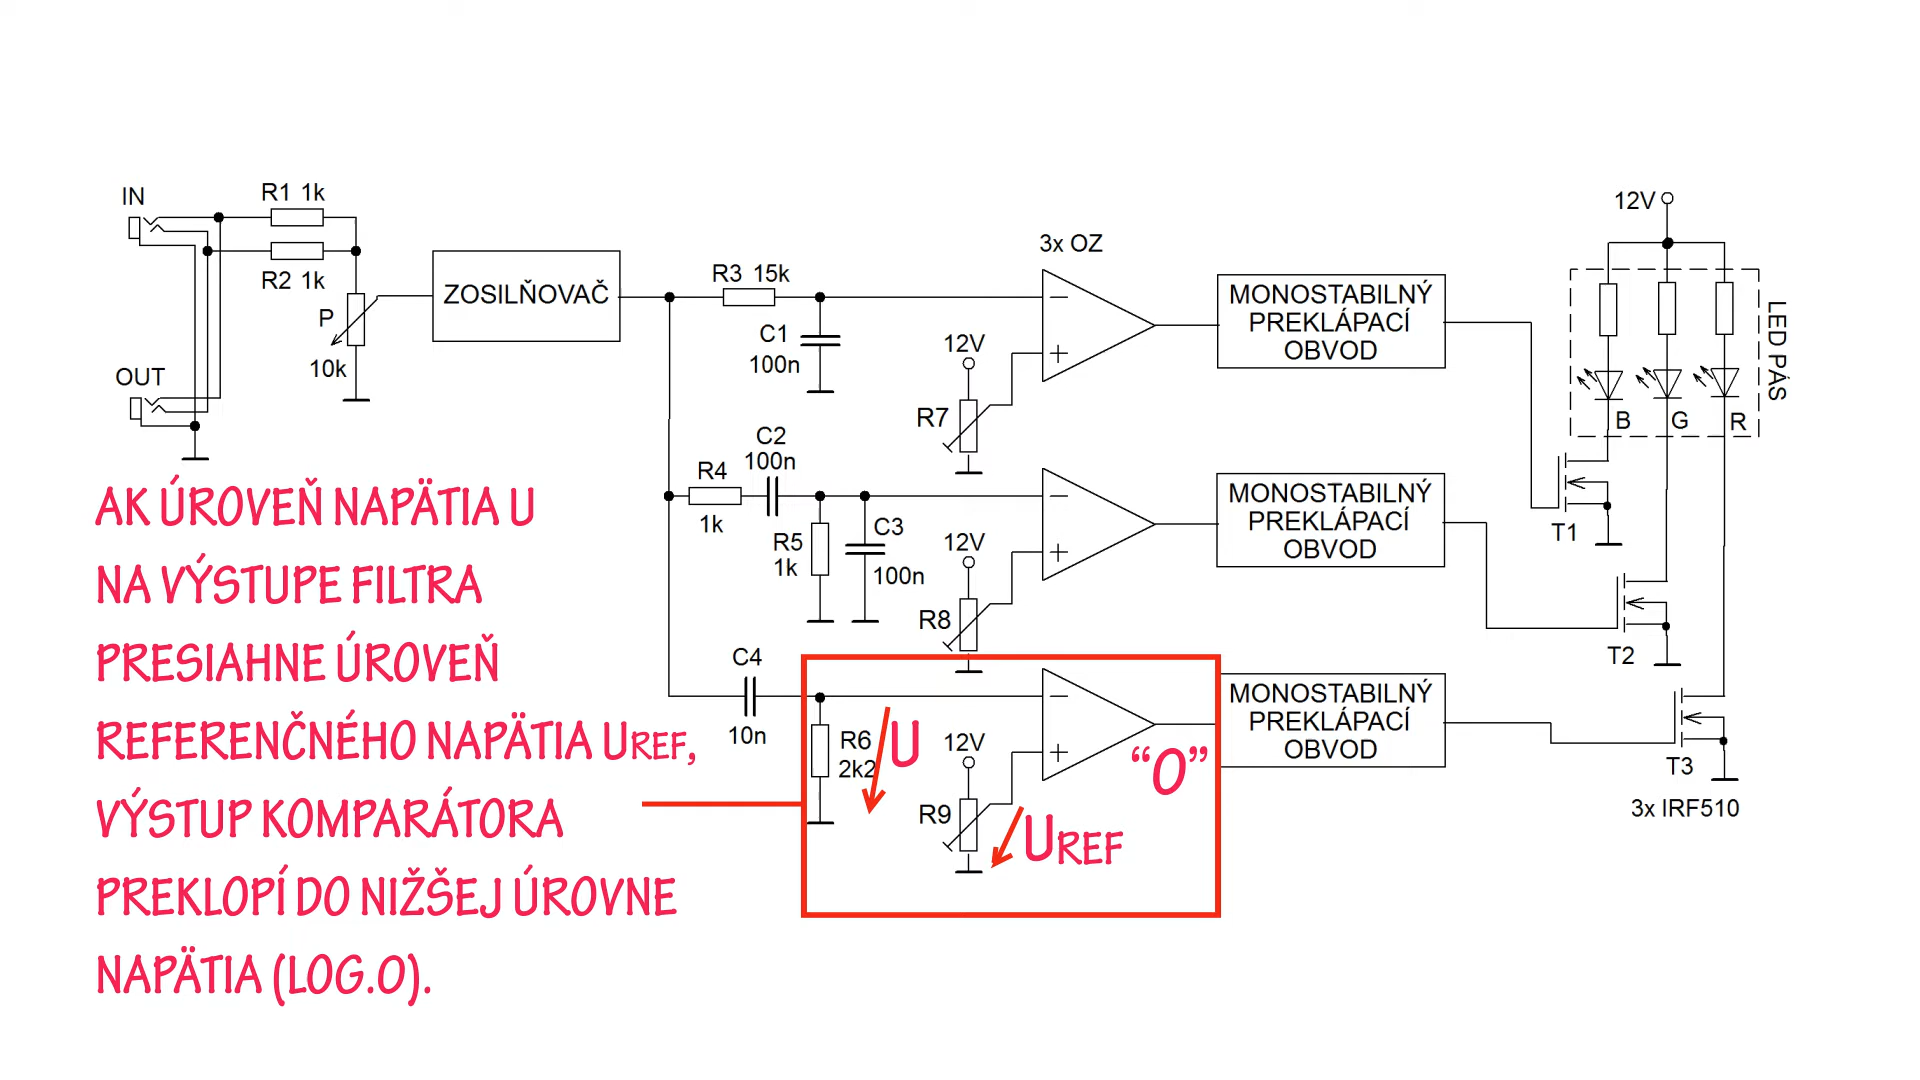 IN
R1 1k
R2 1k
P
10k
OUT
ZOSILŇOVAČ
R3 15k
C1
100n
3x OZ
12V
R7
MONOSTABILNÝ
PREKLÁPACÍ
OBVOD
12V
LED PÁS
B
G
R
T1
C2
100n
R4
1k
R5
1k
C3
100n
12V
R8
MONOSTABILNÝ
PREKLÁPACÍ
OBVOD
T2
C4
10n
R6
2k2
U
12V
R9
UREF
"0"
MONOSTABILNÝ
PREKLÁPACÍ
OBVOD
T3
3x IRF510
AK ÚROVEŇ NAPÄTIA U
NA VÝSTUPE FILTRA
PRESIAHNE ÚROVEŇ
REFERENČNÉHO NAPÄTIA UREF,
VÝSTUP KOMPARÁTORA
PREKLOPÍ DO NIŽŠEJ ÚROVNE
NAPÄTIA (LOG.0).